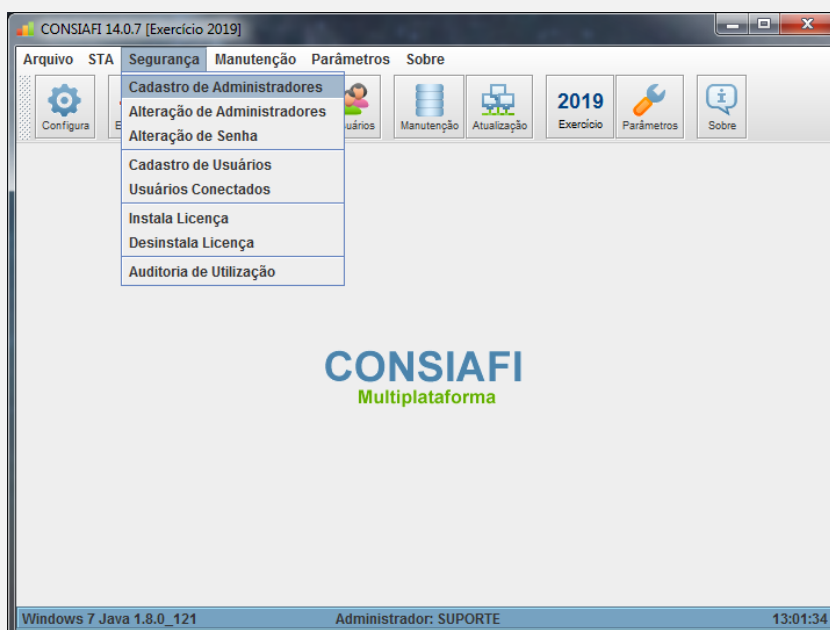 CONSIAFI 14.0.7 [Exercício 2019]
Arquivo STA Segurança Manutenção Parâmetros Sobre
Cadastro de Administradores
Alteração de Administradores
Alteração de Senha
Cadastro de Usuários
Usuários Conectados
Instala Licença
Desinstala Licença
Auditoria de Utilização
Configura
Manutenção
Atualização
2019
Exercício
Parâmetros
Sobre
CONSIAFI
Multiplataforma
Windows 7 Java 1.8.0_121 Administrador: SUPORTE 13:01:34